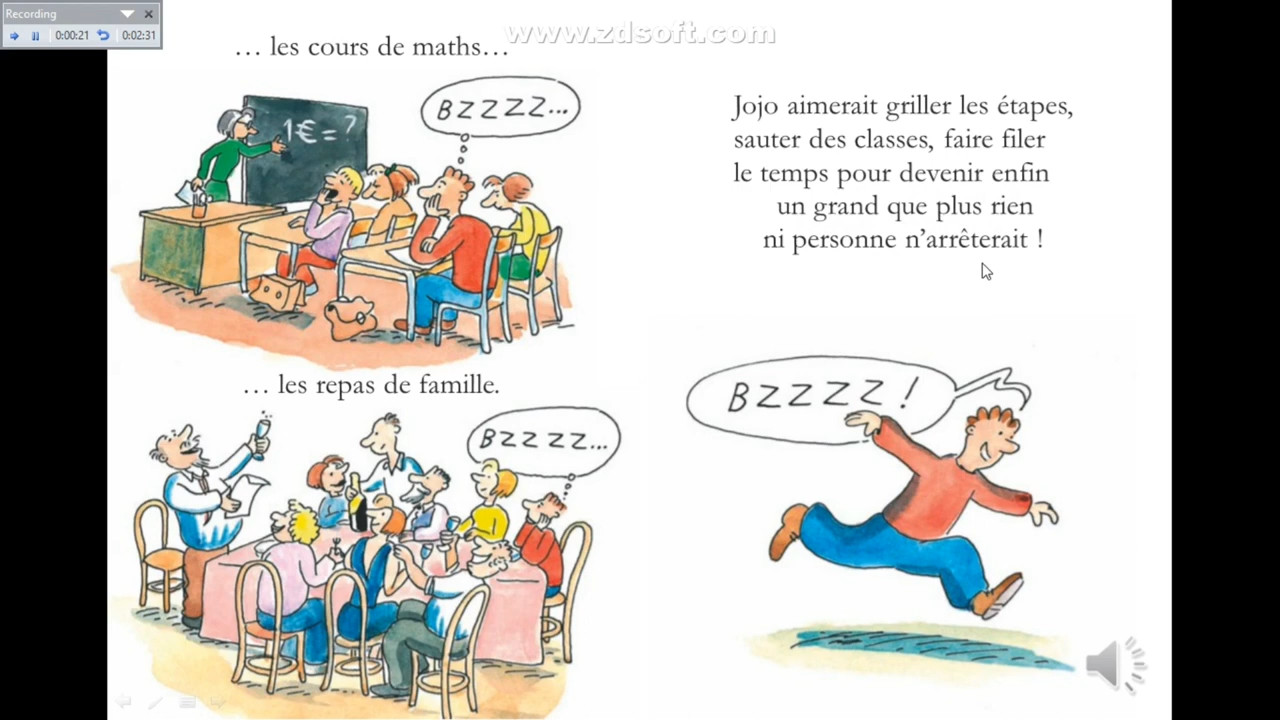 Recording
0:00:21
0:02:31
www.zdsoft.com
… les cours de maths…
1€ = ?
BZZZZ...
… les repas de famille.
BZZZZ...
Jojo aimerait griller les étapes,
sauter des classes, faire filer
le temps pour devenir enfin
un grand que plus rien
ni personne n’arrêterait !
BZZZZ !